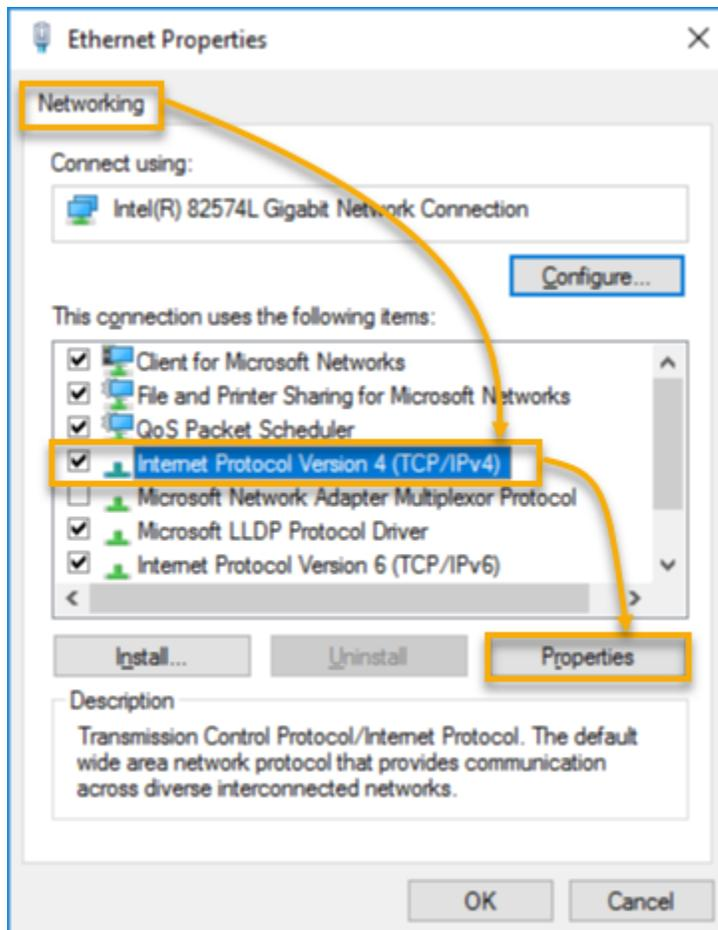 Ethernet Properties
Networking
Connect using:
Intel(R) 82574L Gigabit Network Connection
Configure...
This connection uses the following items:
Client for Microsoft Networks
File and Printer Sharing for Microsoft Networks
QoS Packet Scheduler
Internet Protocol Version 4 (TCP/IPv4)
Microsoft Network Adapter Multiplexor Protocol
Microsoft LLDP Protocol Driver
Internet Protocol Version 6 (TCP/IPv6)
Install...
Uninstall
Properties
Description
Transmission Control Protocol/Internet Protocol. The default
wide area network protocol that provides communication
across diverse interconnected networks.
OK
Cancel